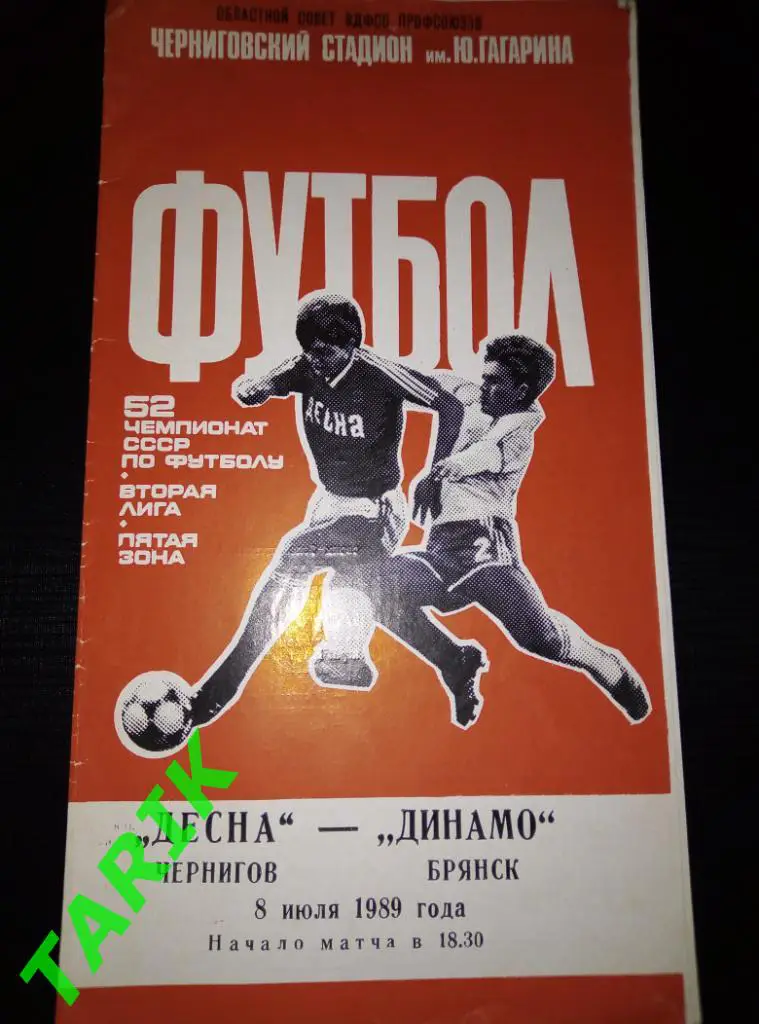 ОБЛАСТНОЙ СОВЕТ ВДФСО ПРОФСОЮЗОВ
ЧЕРНИГОВСКИЙ СТАДИОН им. Ю.ГАГАРИНА
ФУТБОЛ
ДЕСНА
2
52
ЧЕМПИОНАТ
СССР
ПО ФУТБОЛУ
•
ВТОРАЯ
ЛИГА
•
ПЯТАЯ
ЗОНА
„ДЕСНА“ — „ДИНАМО“
ЧЕРНИГОВ БРЯНСК
8 июля 1989 года
Начало матча в 18.30
TARIK